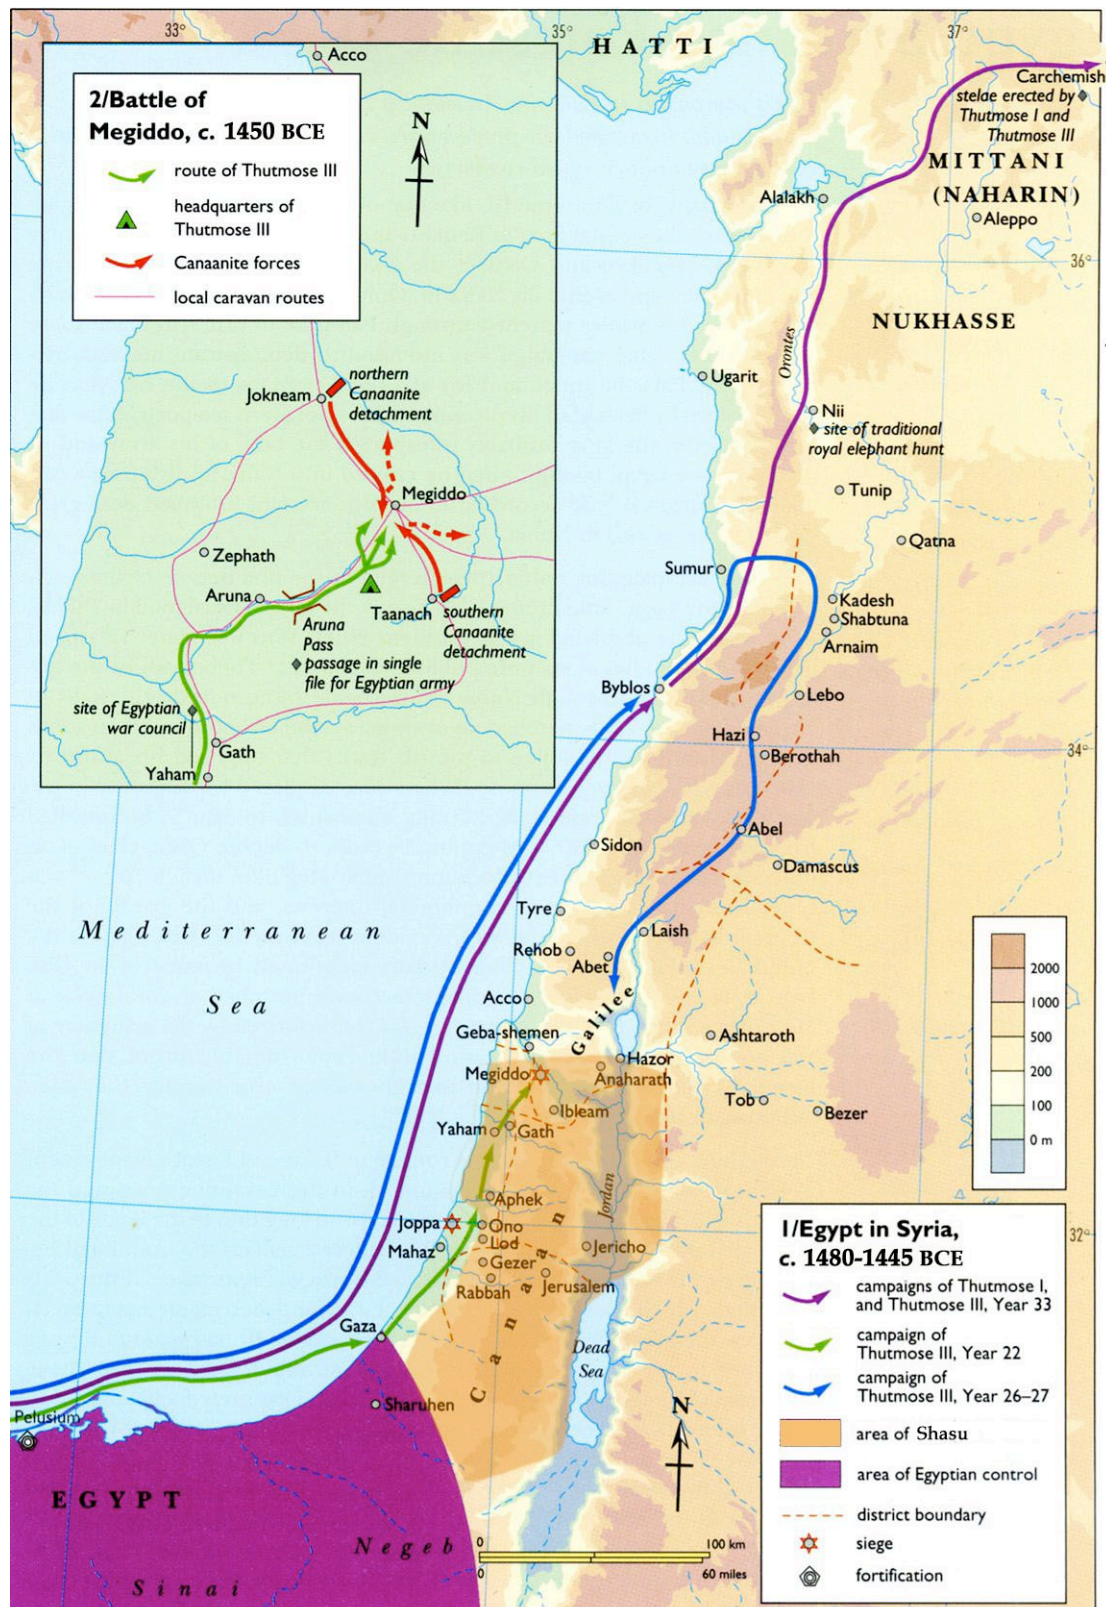 33°
35°
37°
HATTI
Carchemish
stelae erected by
Thutmose I and
Thutmose III
MITTANI
(NAHARIN)
Alalakh
Aleppo
36°
NUKHASSE
Orontes
Ugarit
Nii
site of traditional
royal elephant hunt
Tunip
Qatna
Sumur
Kadesh
Shabtuna
Arnaim
Byblos
Lebo
Hazi
Berothah
34°
Abel
Sidon
Damascus
Tyre
Laish
Rehob
Abet
Acco
Galilee
Geba-shemen
Ashtaroth
Hazor
Megiddo
Anaharath
Tob
Bezer
Ibleam
Yaham
Gath
Jordan
Aphek
Joppa
Ono
Lod
Mahaz
Jericho
Gezer
Rabbah
Jerusalem
Canaan
32°
Gaza
Dead
Sea
Sharuhen
Pelusium
EGYPT
Negeb
Sinai
Mediterranean
Sea
N
0
100 km
0
60 miles
2/Battle of
Megiddo, c. 1450 BCE
route of Thutmose III
headquarters of
Thutmose III
Canaanite forces
local caravan routes
Acco
N
Jokneam
northern
Canaanite
detachment
Megiddo
Zephath
Aruna
Taanach
Aruna
Pass
passage in single
file for Egyptian army
southern
Canaanite
detachment
site of Egyptian
war council
Gath
Yaham
2000
1000
500
200
100
0 m
1/Egypt in Syria,
c. 1480-1445 BCE
campaigns of Thutmose I,
and Thutmose III, Year 33
campaign of
Thutmose III, Year 22
campaign of
Thutmose III, Year 26–27
area of Shasu
area of Egyptian control
district boundary
siege
fortification